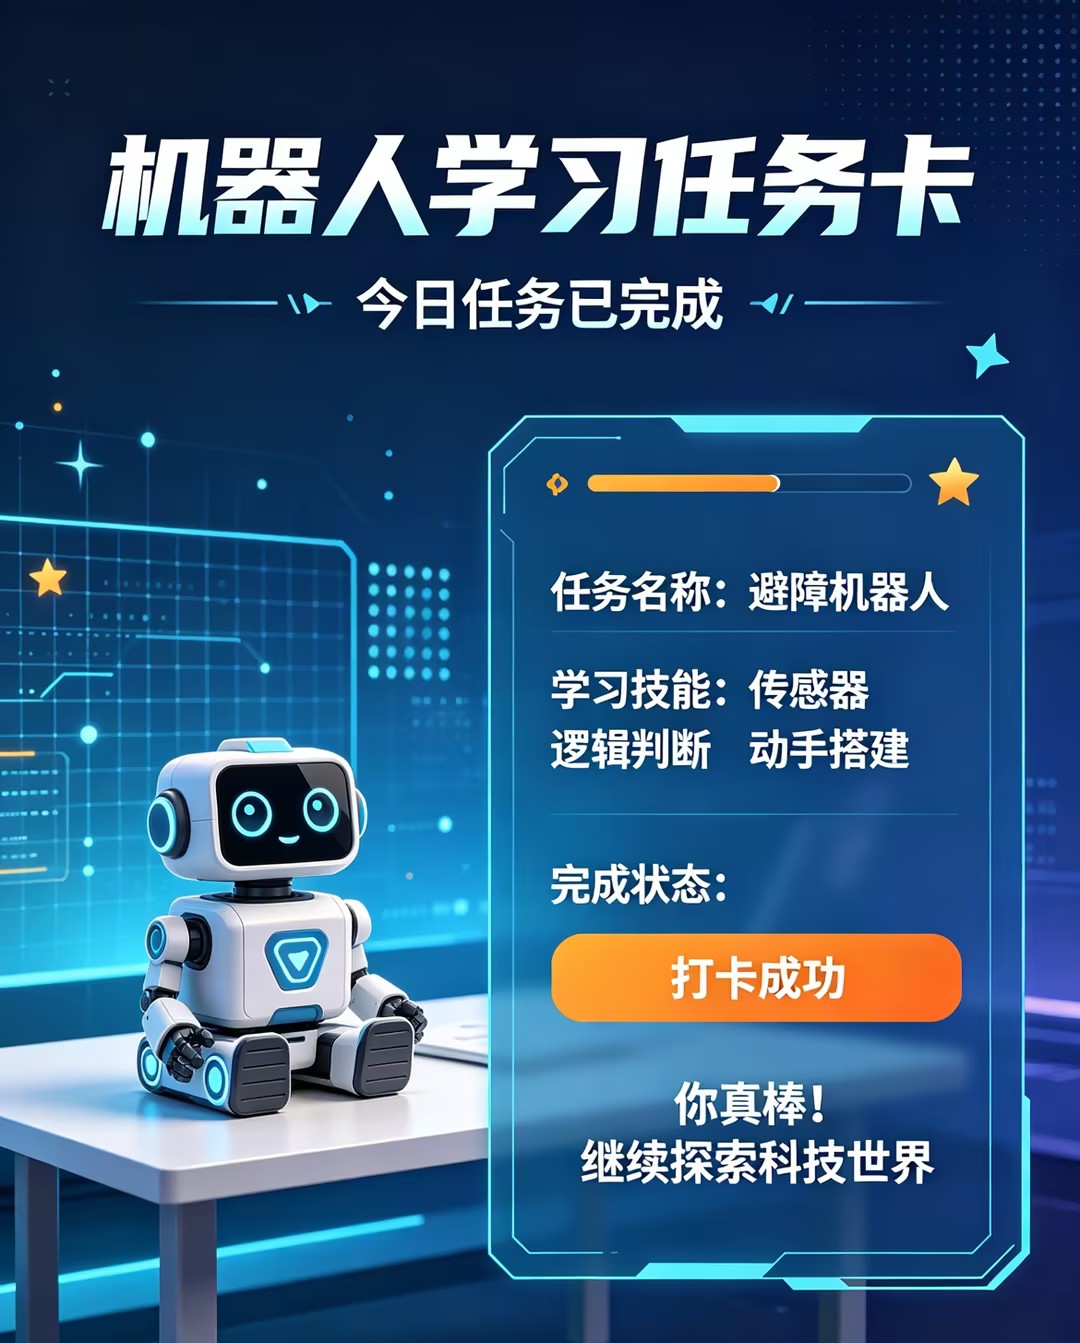 机器人学习任务卡
今日任务已完成
任务名称：避障机器人
学习技能：传感器
逻辑判断　动手搭建
完成状态：
打卡成功
你真棒！
继续探索科技世界